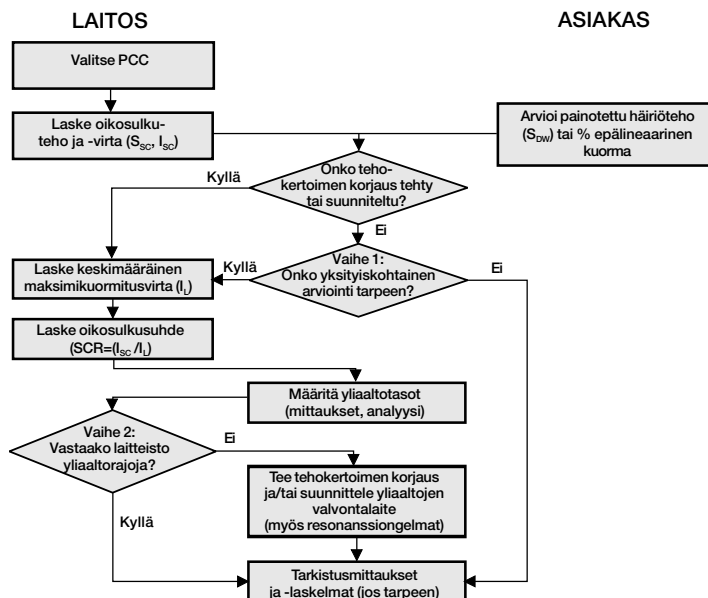 LAITOS
ASIAKAS
Valitse PCC
Laske oikosulku-
teho ja -virta (S_SC, I_SC)
Arvioi painotettu häiriöteho
(S_DW) tai % epälineaarinen
kuorma
Onko teho-
kertoimen korjaus tehty
tai suunniteltu?
Kyllä
Ei
Vaihe 1:
Onko yksityiskohtainen
arviointi tarpeen?
Kyllä
Ei
Laske keskimääräinen
maksimikuormitusvirta (I_L)
Laske oikosulkusuhde
(SCR=(I_SC/I_L)
Määritä yliaaltotasot
(mittaukset, analyysi)
Vaihe 2:
Vastaako laitteisto
yliaaltorajoja?
Ei
Kyllä
Tee tehokertoimen korjaus
ja/tai suunnittele yliaaltojen
valvontalaite
(myös resonanssiongelmat)
Tarkistusmittaukset
ja -laskelmat (jos tarpeen)